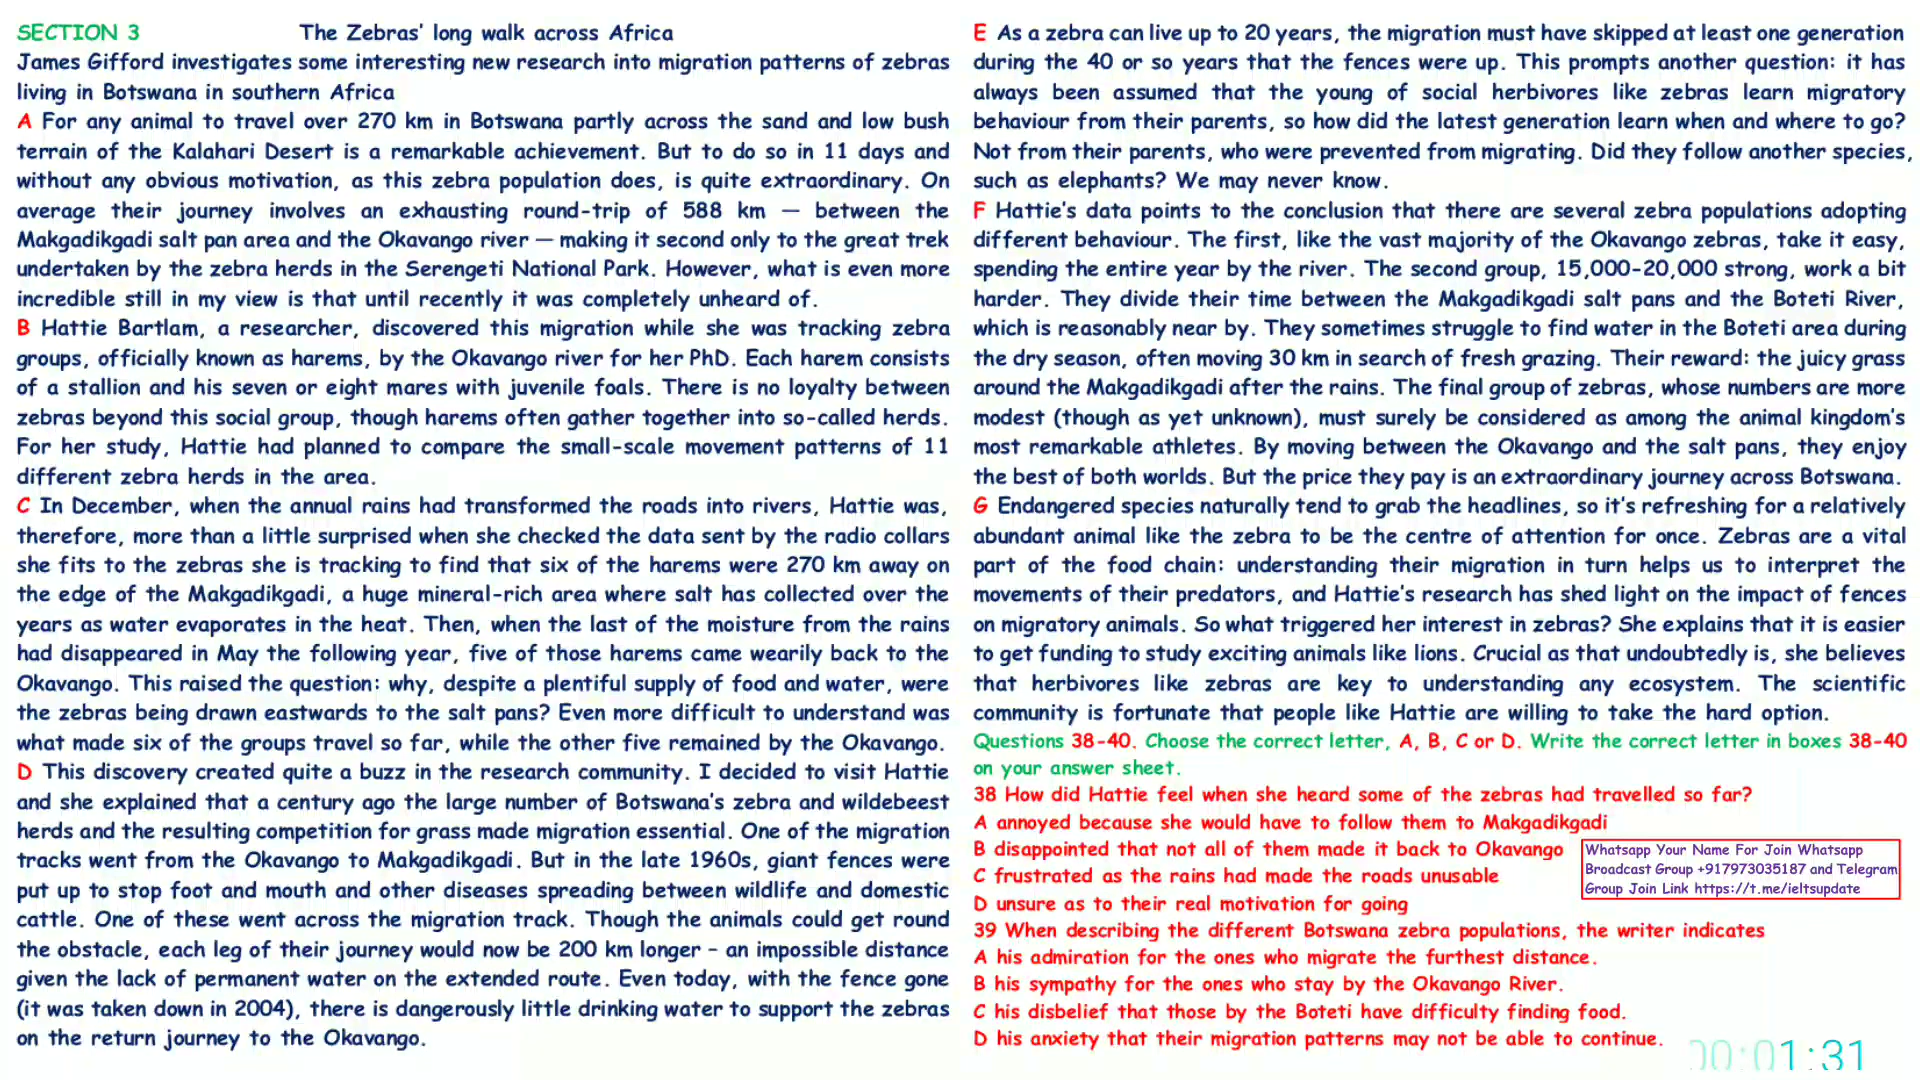 SECTION 3 The Zebras' long walk across Africa
James Gifford investigates some interesting new research into migration patterns of zebras
living in Botswana in southern Africa
A For any animal to travel over 270 km in Botswana partly across the sand and low bush
terrain of the Kalahari Desert is a remarkable achievement. But to do so in 11 days and
without any obvious motivation, as this zebra population does, is quite extraordinary. On
average their journey involves an exhausting round-trip of 588 km — between the
Makgadikgadi salt pan area and the Okavango river — making it second only to the great trek
undertaken by the zebra herds in the Serengeti National Park. However, what is even more
incredible still in my view is that until recently it was completely unheard of.
B Hattie Bartlam, a researcher, discovered this migration while she was tracking zebra
groups, officially known as harems, by the Okavango river for her PhD. Each harem consists
of a stallion and his seven or eight mares with juvenile foals. There is no loyalty between
zebras beyond this social group, though harems often gather together into so-called herds.
For her study, Hattie had planned to compare the small-scale movement patterns of 11
different zebra herds in the area.
C In December, when the annual rains had transformed the roads into rivers, Hattie was,
therefore, more than a little surprised when she checked the data sent by the radio collars
she fits to the zebras she is tracking to find that six of the harems were 270 km away on
the edge of the Makgadikgadi, a huge mineral-rich area where salt has collected over the
years as water evaporates in the heat. Then, when the last of the moisture from the rains
had disappeared in May the following year, five of those harems came wearily back to the
Okavango. This raised the question: why, despite a plentiful supply of food and water, were
the zebras being drawn eastwards to the salt pans? Even more difficult to understand was
what made six of the groups travel so far, while the other five remained by the Okavango.
D This discovery created quite a buzz in the research community. I decided to visit Hattie
and she explained that a century ago the large number of Botswana's zebra and wildebeest
herds and the resulting competition for grass made migration essential. One of the migration
tracks went from the Okavango to Makgadikgadi. But in the late 1960s, giant fences were
put up to stop foot and mouth and other diseases spreading between wildlife and domestic
cattle. One of these went across the migration track. Though the animals could get round
the obstacle, each leg of their journey would now be 200 km longer – an impossible distance
given the lack of permanent water on the extended route. Even today, with the fence gone
(it was taken down in 2004), there is dangerously little drinking water to support the zebras
on the return journey to the Okavango.
E As a zebra can live up to 20 years, the migration must have skipped at least one generation
during the 40 or so years that the fences were up. This prompts another question: it has
always been assumed that the young of social herbivores like zebras learn migratory
behaviour from their parents, so how did the latest generation learn when and where to go?
Not from their parents, who were prevented from migrating. Did they follow another species,
such as elephants? We may never know.
F Hattie's data points to the conclusion that there are several zebra populations adopting
different behaviour. The first, like the vast majority of the Okavango zebras, take it easy,
spending the entire year by the river. The second group, 15,000-20,000 strong, work a bit
harder. They divide their time between the Makgadikgadi salt pans and the Boteti River,
which is reasonably near by. They sometimes struggle to find water in the Boteti area during
the dry season, often moving 30 km in search of fresh grazing. Their reward: the juicy grass
around the Makgadikgadi after the rains. The final group of zebras, whose numbers are more
modest (though as yet unknown), must surely be considered as among the animal kingdom's
most remarkable athletes. By moving between the Okavango and the salt pans, they enjoy
the best of both worlds. But the price they pay is an extraordinary journey across Botswana.
G Endangered species naturally tend to grab the headlines, so it's refreshing for a relatively
abundant animal like the zebra to be the centre of attention for once. Zebras are a vital
part of the food chain: understanding their migration in turn helps us to interpret the
movements of their predators, and Hattie's research has shed light on the impact of fences
on migratory animals. So what triggered her interest in zebras? She explains that it is easier
to get funding to study exciting animals like lions. Crucial as that undoubtedly is, she believes
that herbivores like zebras are key to understanding any ecosystem. The scientific
community is fortunate that people like Hattie are willing to take the hard option.
Questions 38-40. Choose the correct letter, A, B, C or D. Write the correct letter in boxes 38-40
on your answer sheet.
38 How did Hattie feel when she heard some of the zebras had travelled so far?
A annoyed because she would have to follow them to Makgadikgadi
B disappointed that not all of them made it back to Okavango
C frustrated as the rains had made the roads unusable
D unsure as to their real motivation for going
39 When describing the different Botswana zebra populations, the writer indicates
A his admiration for the ones who migrate the furthest distance.
B his sympathy for the ones who stay by the Okavango River.
C his disbelief that those by the Boteti have difficulty finding food.
D his anxiety that their migration patterns may not be able to continue.
Whatsapp Your Name For Join Whatsapp
Broadcast Group +917973035187 and Telegram
Group Join Link https://t.me/ieltsupdate
00:01:31